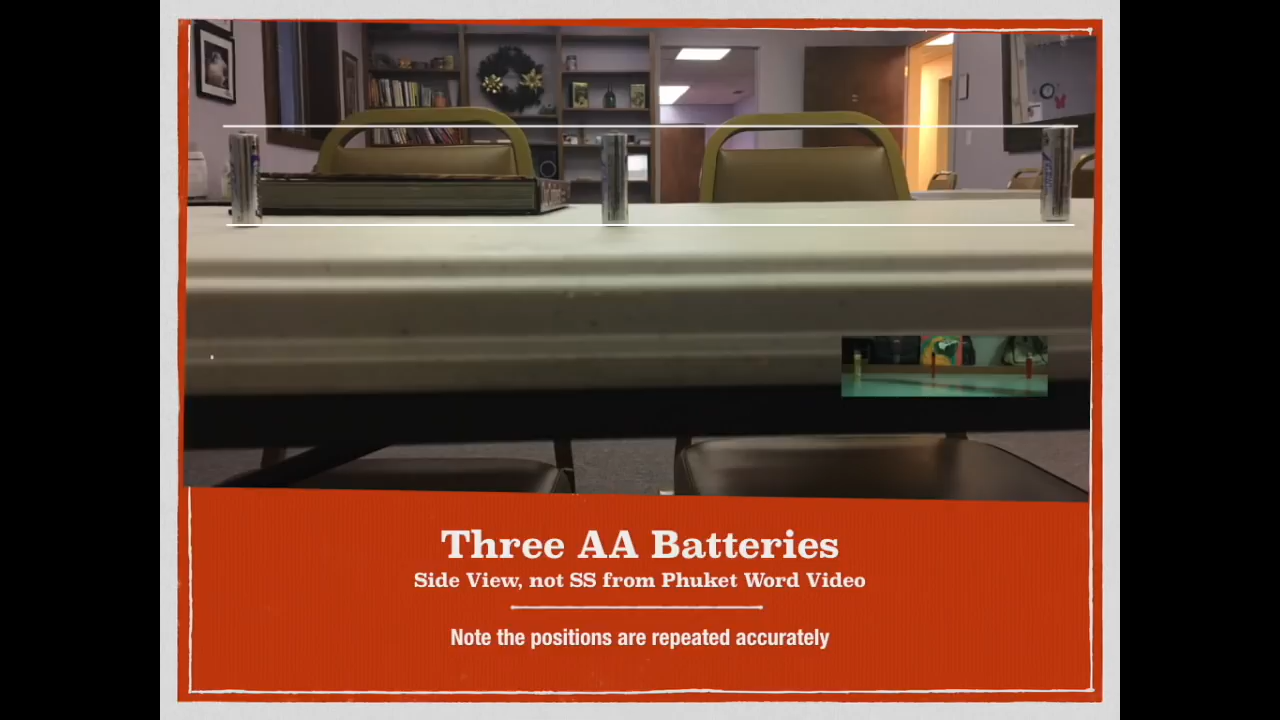 Three AA Batteries
Side View, not SS from Phuket Word Video
Note the positions are repeated accurately